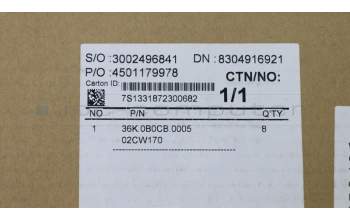 S/O :3002496841 DN :8304916921
P/O :4501179978 CTN/NO:
Carton ID:
7S1331872300682 1/1
NO P/N Q'TY
1 36K.0B0CB.0005 8
02CW170